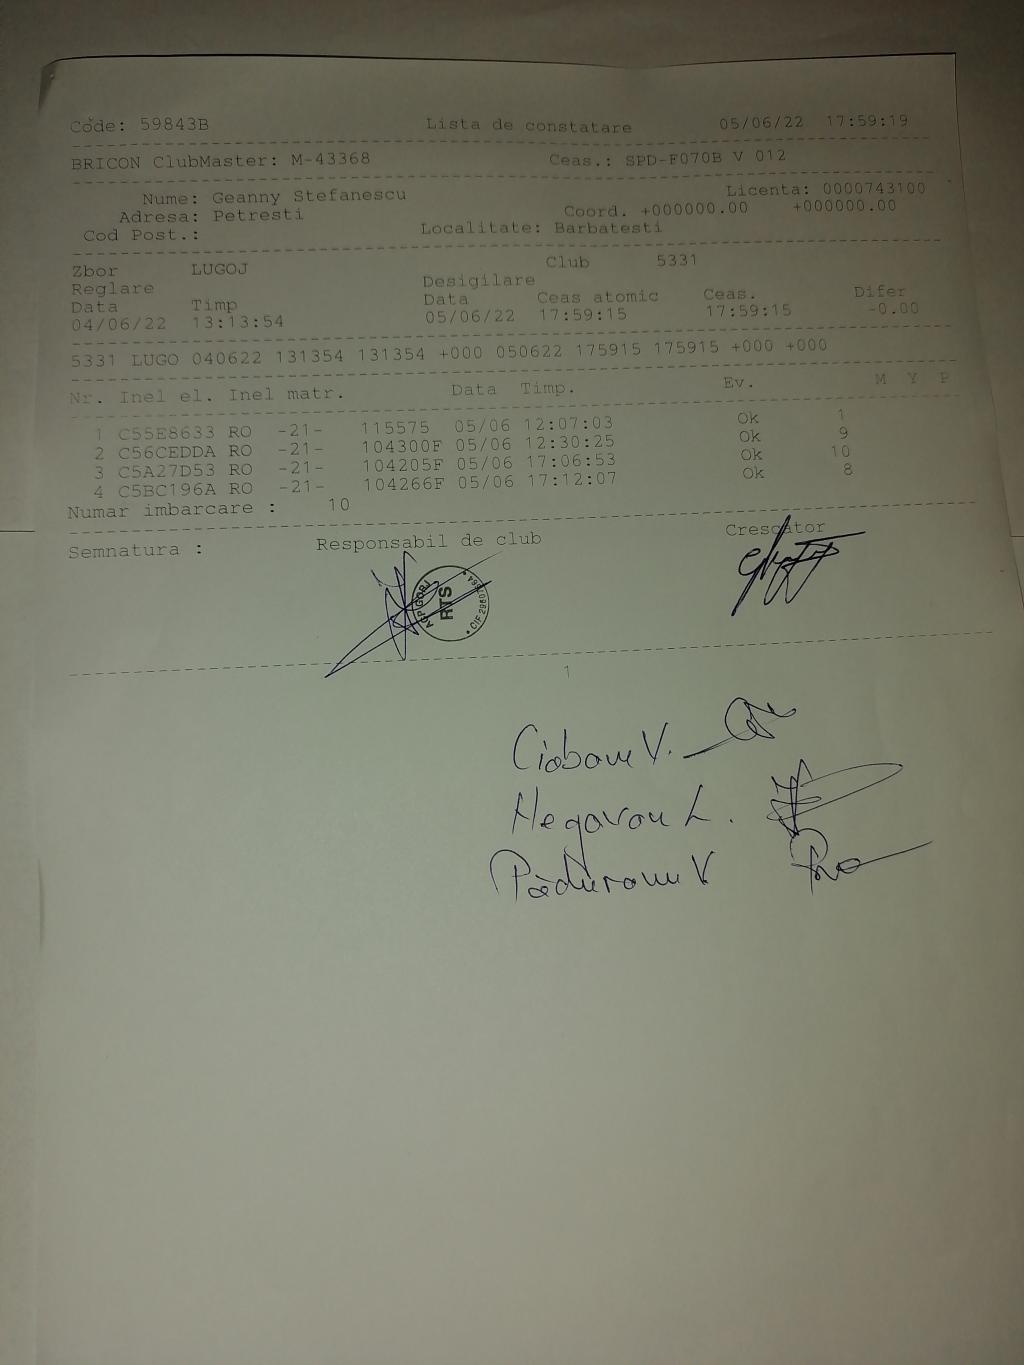 Code: 59843B Lista de constatare 05/06/22 17:59:19
BRICON ClubMaster: M-43368 Ceas.: SPD-F070B V 012
Nume: Geanny Stefanescu Licenta: 0000743100
Adresa: Petresti Coord. +000000.00 +000000.00
Cod Post.: Localitate: Barbatesti
Zbor LUGOJ Club 5331
Reglare Desigilare
Data Timp Data Ceas atomic Ceas. Difer
04/06/22 13:13:54 05/06/22 17:59:15 17:59:15 -0.00
5331 LUGO 040622 131354 131354 +000 050622 175915 175915 +000 +000
Nr. Inel el. Inel matr. Data Timp. Ev. M Y P
1 C55E8633 RO -21- 115575 05/06 12:07:03 Ok 1
2 C56CEDDA RO -21- 104300F 05/06 12:30:25 Ok 9
3 C5A27D53 RO -21- 104205F 05/06 17:06:53 Ok 10
4 C5BC196A RO -21- 104266F 05/06 17:12:07 Ok 8
Numar imbarcare : 10
Semnatura : Responsabil de club Crescator
AGP GORJ
RTS
1
Ciobanu V.
Hegavan L.
Pădureanu V